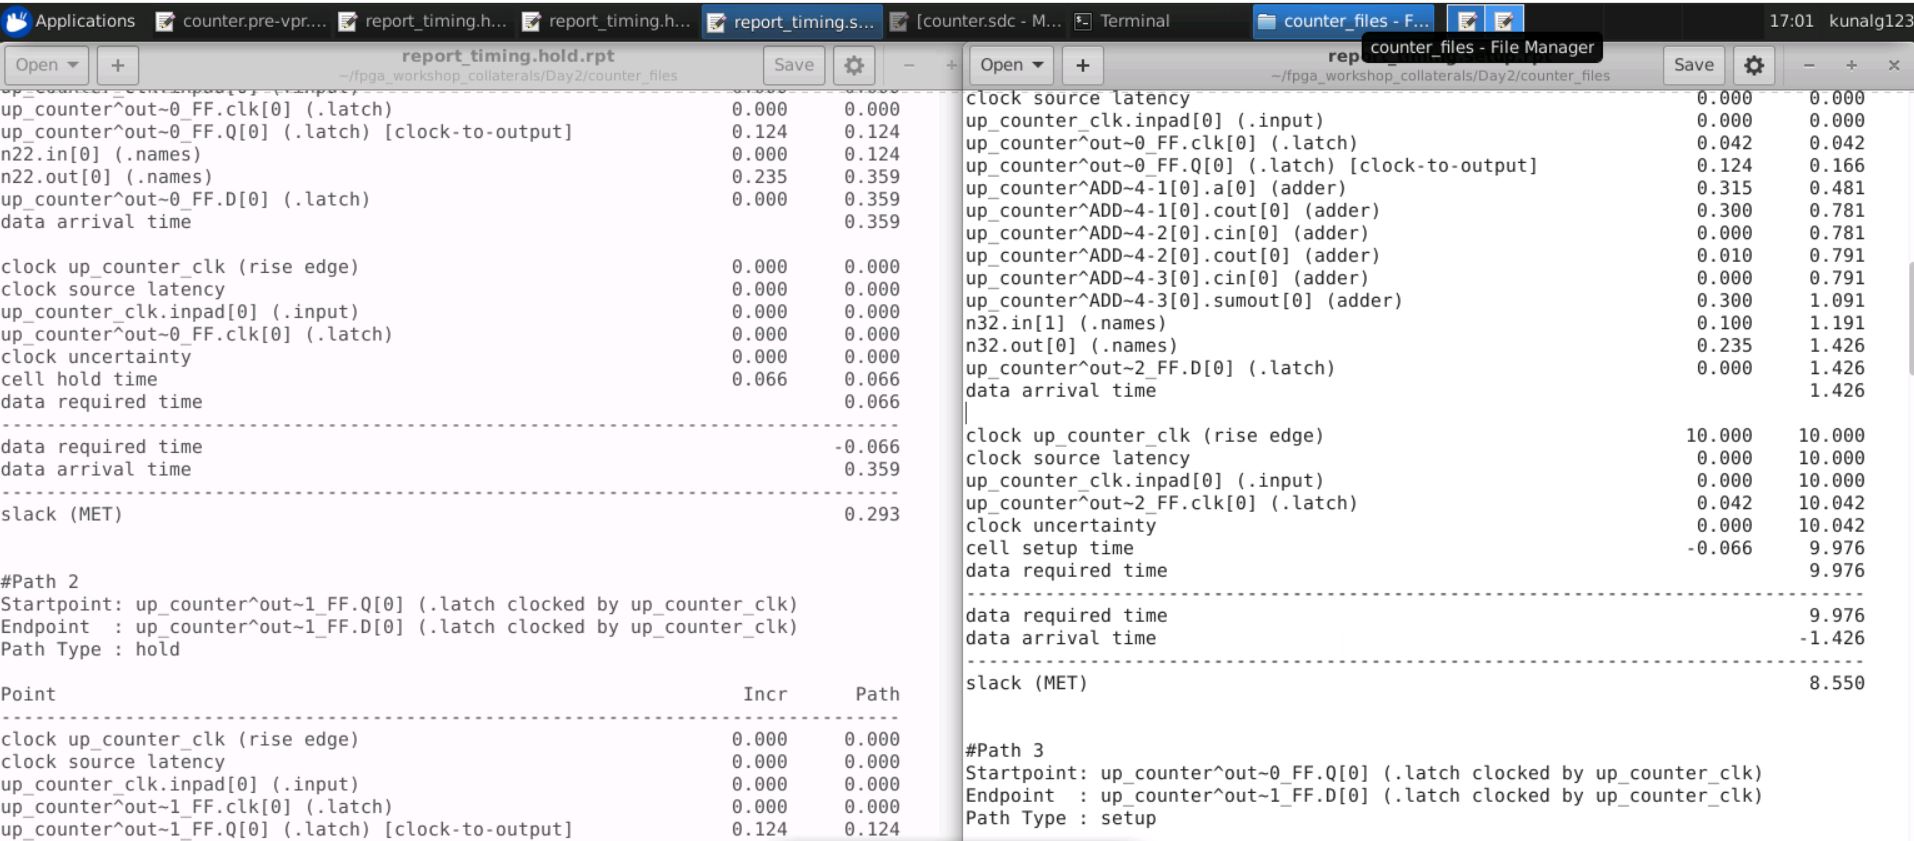 Applications counter.pre-vpr.... report_timing.h... report_timing.h... report_timing.s... [counter.sdc - M... Terminal counter_files - F... 17:01 kunalg123
counter_files - File Manager
Open + report_timing.hold.rpt Save
~/fpga_workshop_collaterals/Day2/counter_files
up_counter^out~0_FF.clk[0] (.latch) 0.000 0.000
up_counter^out~0_FF.Q[0] (.latch) [clock-to-output] 0.124 0.124
n22.in[0] (.names) 0.000 0.124
n22.out[0] (.names) 0.235 0.359
up_counter^out~0_FF.D[0] (.latch) 0.000 0.359
data arrival time 0.359
clock up_counter_clk (rise edge) 0.000 0.000
clock source latency 0.000 0.000
up_counter_clk.inpad[0] (.input) 0.000 0.000
up_counter^out~0_FF.clk[0] (.latch) 0.000 0.000
clock uncertainty 0.000 0.000
cell hold time 0.066 0.066
data required time 0.066
--------------------------------------------------------------------------------
data required time -0.066
data arrival time 0.359
--------------------------------------------------------------------------------
slack (MET) 0.293
#Path 2
Startpoint: up_counter^out~1_FF.Q[0] (.latch clocked by up_counter_clk)
Endpoint  : up_counter^out~1_FF.D[0] (.latch clocked by up_counter_clk)
Path Type : hold
Point Incr Path
--------------------------------------------------------------------------------
clock up_counter_clk (rise edge) 0.000 0.000
clock source latency 0.000 0.000
up_counter_clk.inpad[0] (.input) 0.000 0.000
up_counter^out~1_FF.clk[0] (.latch) 0.000 0.000
up_counter^out~1_FF.Q[0] (.latch) [clock-to-output] 0.124 0.124
Open + Save
~/fpga_workshop_collaterals/Day2/counter_files
clock source latency 0.000 0.000
up_counter_clk.inpad[0] (.input) 0.000 0.000
up_counter^out~0_FF.clk[0] (.latch) 0.042 0.042
up_counter^out~0_FF.Q[0] (.latch) [clock-to-output] 0.124 0.166
up_counter^ADD~4-1[0].a[0] (adder) 0.315 0.481
up_counter^ADD~4-1[0].cout[0] (adder) 0.300 0.781
up_counter^ADD~4-2[0].cin[0] (adder) 0.000 0.781
up_counter^ADD~4-2[0].cout[0] (adder) 0.010 0.791
up_counter^ADD~4-3[0].cin[0] (adder) 0.000 0.791
up_counter^ADD~4-3[0].sumout[0] (adder) 0.300 1.091
n32.in[1] (.names) 0.100 1.191
n32.out[0] (.names) 0.235 1.426
up_counter^out~2_FF.D[0] (.latch) 0.000 1.426
data arrival time 1.426
clock up_counter_clk (rise edge) 10.000 10.000
clock source latency 0.000 10.000
up_counter_clk.inpad[0] (.input) 0.000 10.000
up_counter^out~2_FF.clk[0] (.latch) 0.042 10.042
clock uncertainty 0.000 10.042
cell setup time -0.066 9.976
data required time 9.976
--------------------------------------------------------------------------------
data required time 9.976
data arrival time -1.426
--------------------------------------------------------------------------------
slack (MET) 8.550
#Path 3
Startpoint: up_counter^out~0_FF.Q[0] (.latch clocked by up_counter_clk)
Endpoint  : up_counter^out~1_FF.D[0] (.latch clocked by up_counter_clk)
Path Type : setup